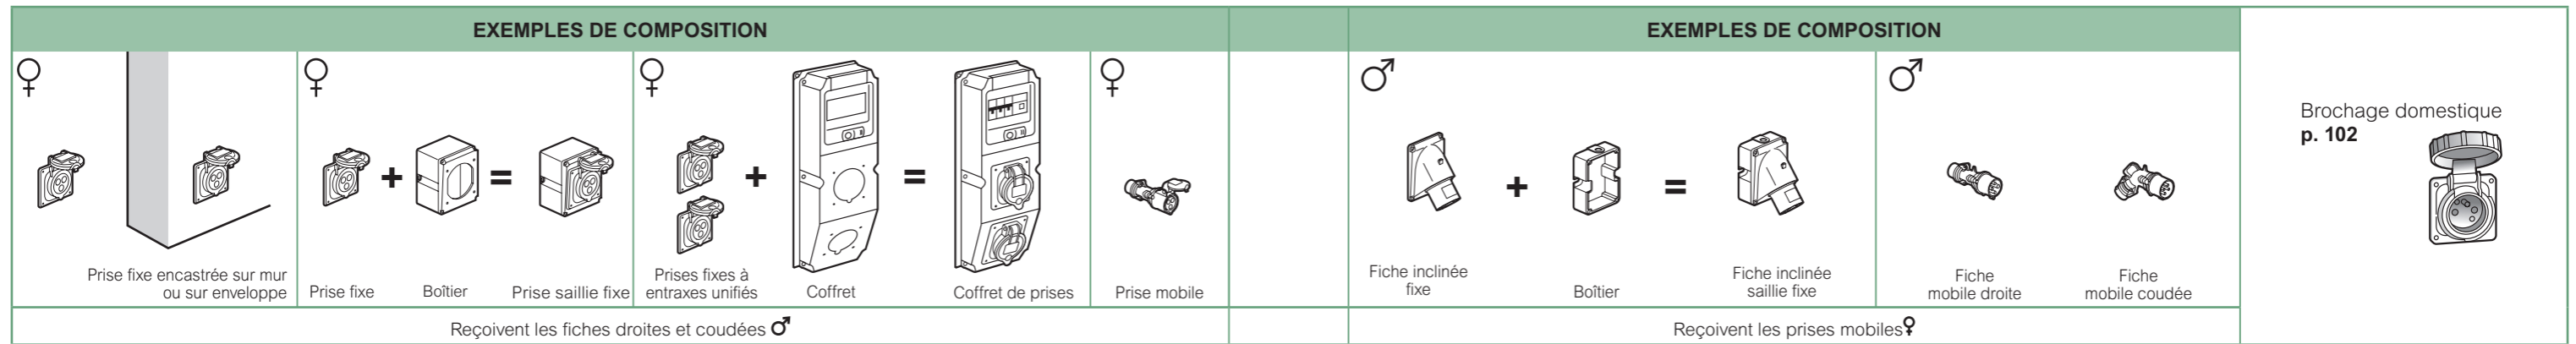 EXEMPLES DE COMPOSITION
♀
Prise fixe encastrée sur mur
ou sur enveloppe
♀
+
=
Prise fixe
Boîtier
Prise saillie fixe
♀
+
=
Prises fixes à
entraxes unifiés
Coffret
Coffret de prises
♀
Prise mobile
Reçoivent les fiches droites et coudées ♂
EXEMPLES DE COMPOSITION
♂
+
=
Fiche inclinée
fixe
Boîtier
Fiche inclinée
saillie fixe
♂
Fiche
mobile droite
Fiche
mobile coudée
Reçoivent les prises mobiles♀
Brochage domestique
p. 102